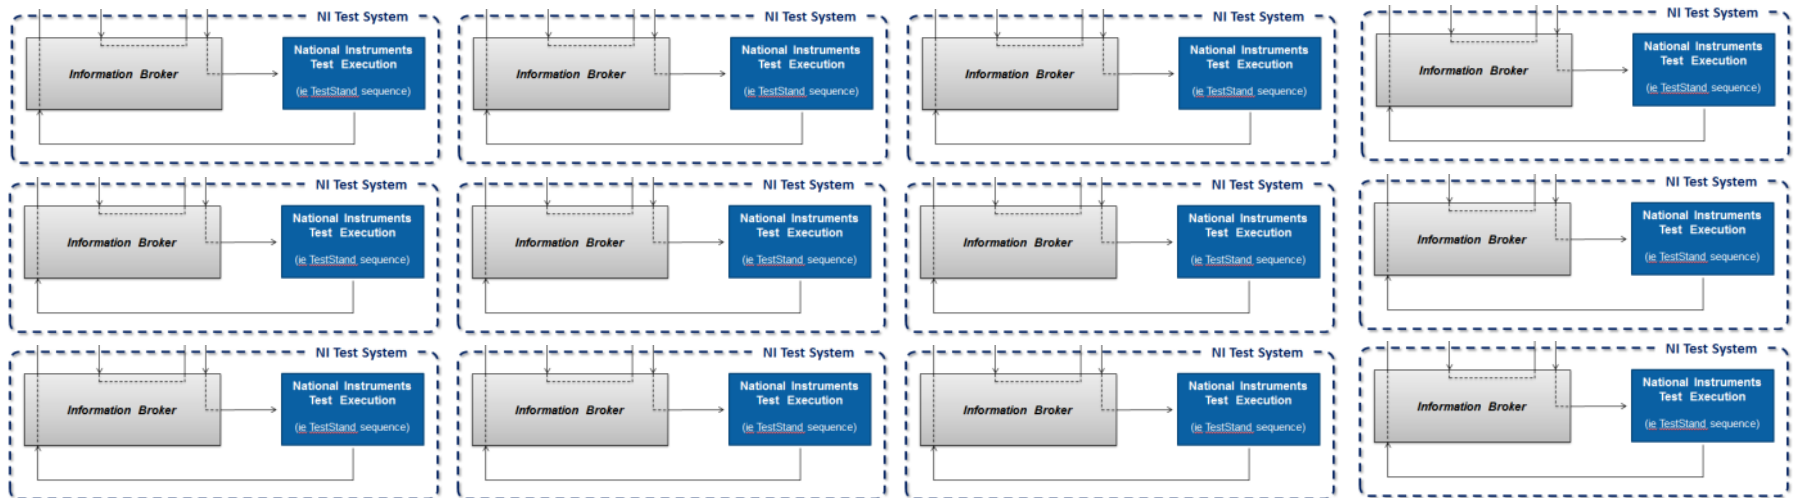 NI Test System
Information Broker
National Instruments
Test Execution
(ie TestStand sequence)
NI Test System
Information Broker
National Instruments
Test Execution
(ie TestStand sequence)
NI Test System
Information Broker
National Instruments
Test Execution
(ie TestStand sequence)
NI Test System
Information Broker
National Instruments
Test Execution
(ie TestStand sequence)
NI Test System
Information Broker
National Instruments
Test Execution
(ie TestStand sequence)
NI Test System
Information Broker
National Instruments
Test Execution
(ie TestStand sequence)
NI Test System
Information Broker
National Instruments
Test Execution
(ie TestStand sequence)
NI Test System
Information Broker
National Instruments
Test Execution
(ie TestStand sequence)
NI Test System
Information Broker
National Instruments
Test Execution
(ie TestStand sequence)
NI Test System
Information Broker
National Instruments
Test Execution
(ie TestStand sequence)
NI Test System
Information Broker
National Instruments
Test Execution
(ie TestStand sequence)
NI Test System
Information Broker
National Instruments
Test Execution
(ie TestStand sequence)